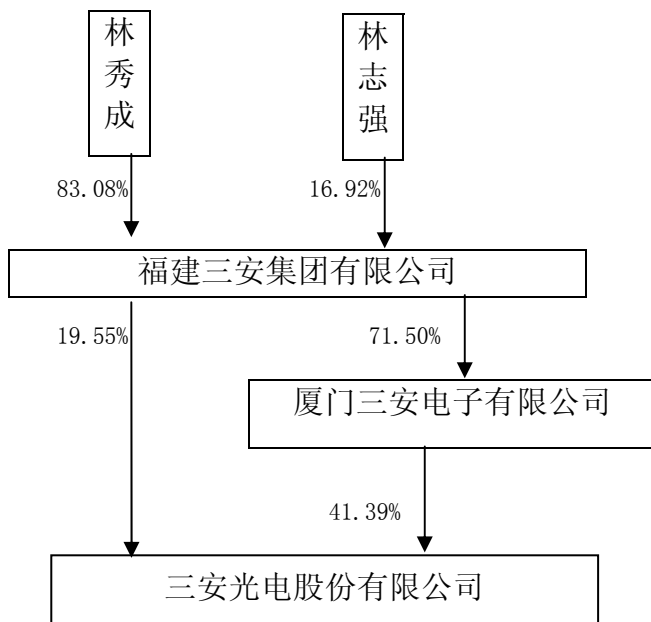 林秀成
林志强
83.08%
16.92%
福建三安集团有限公司
19.55%
71.50%
厦门三安电子有限公司
41.39%
三安光电股份有限公司